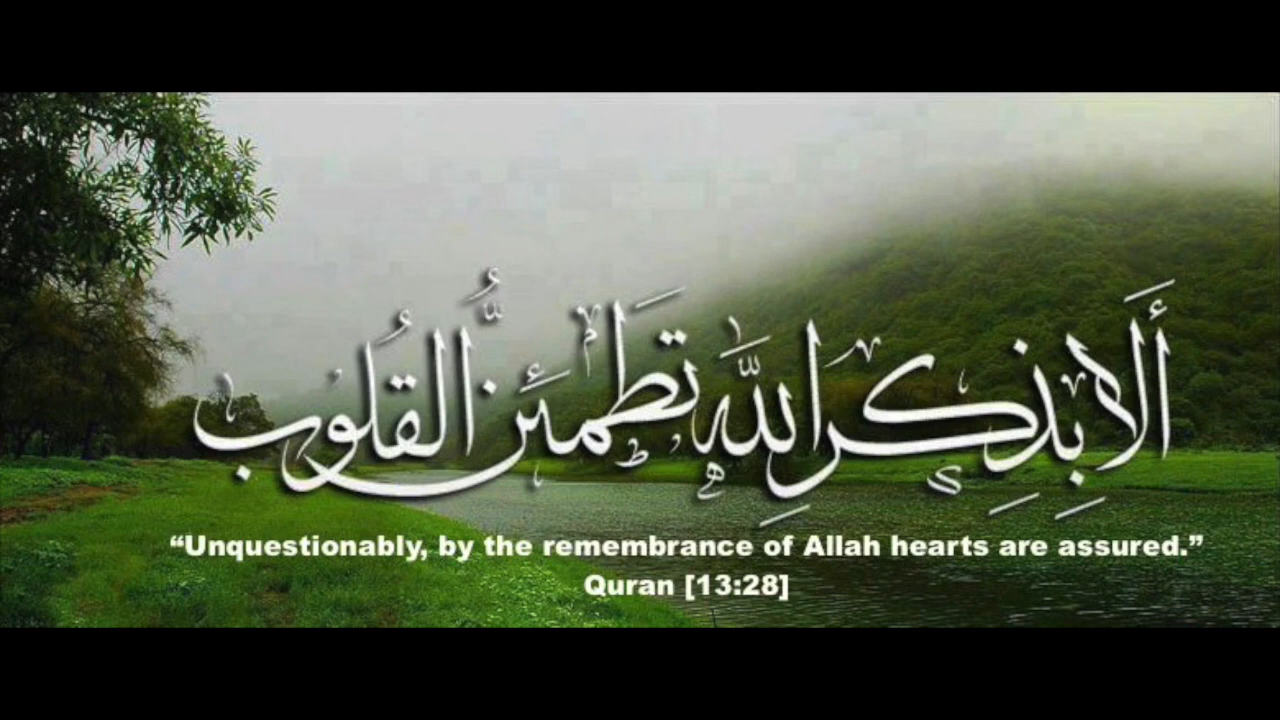 أَلَا بِذِكْرِ اللَّهِ تَطْمَئِنُّ الْقُلُوبُ
“Unquestionably, by the remembrance of Allah hearts are assured.”
Quran [13:28]